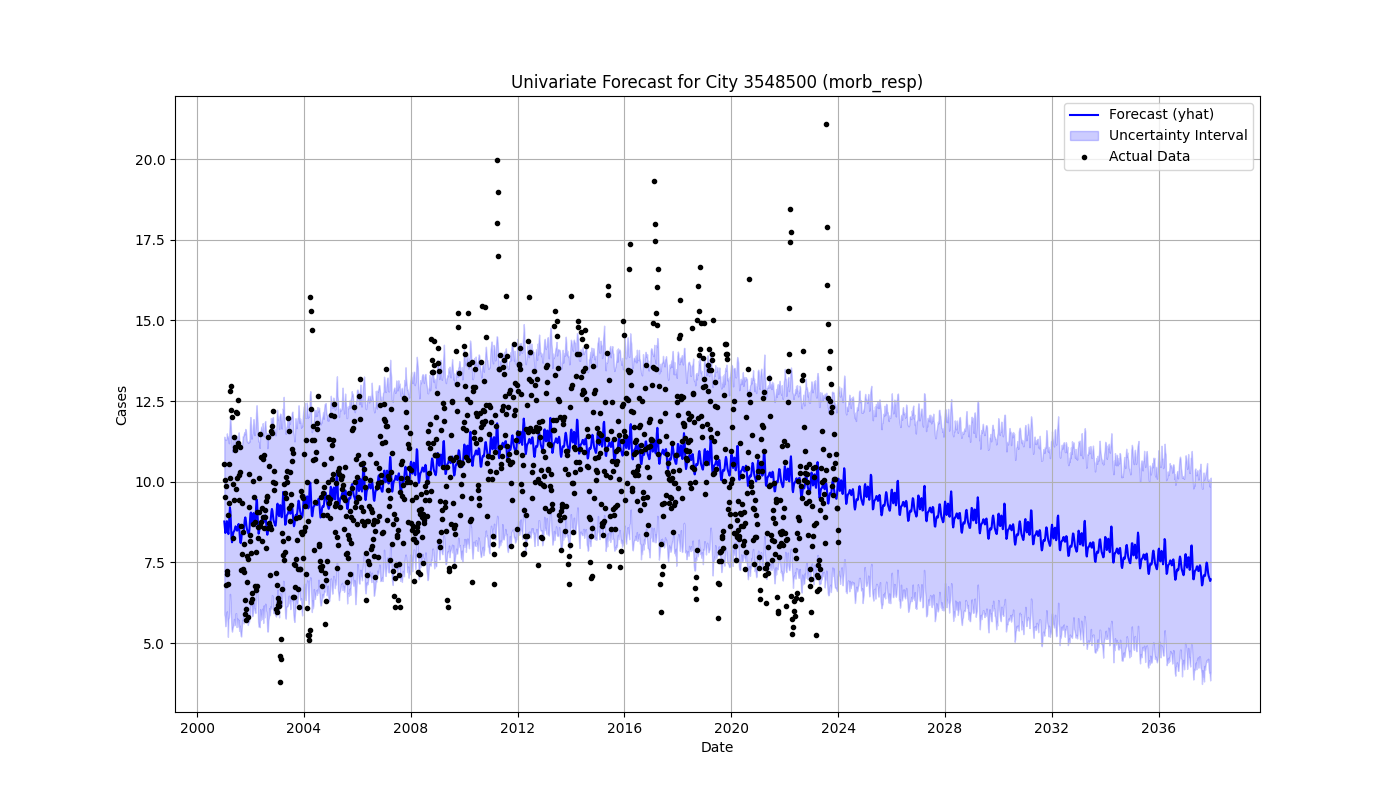 Univariate Forecast for City 3548500 (morb_resp)
Forecast (yhat)
Uncertainty Interval
Actual Data
Cases
20.0
17.5
15.0
12.5
10.0
7.5
5.0
2000 2004 2008 2012 2016 2020 2024 2028 2032 2036
Date